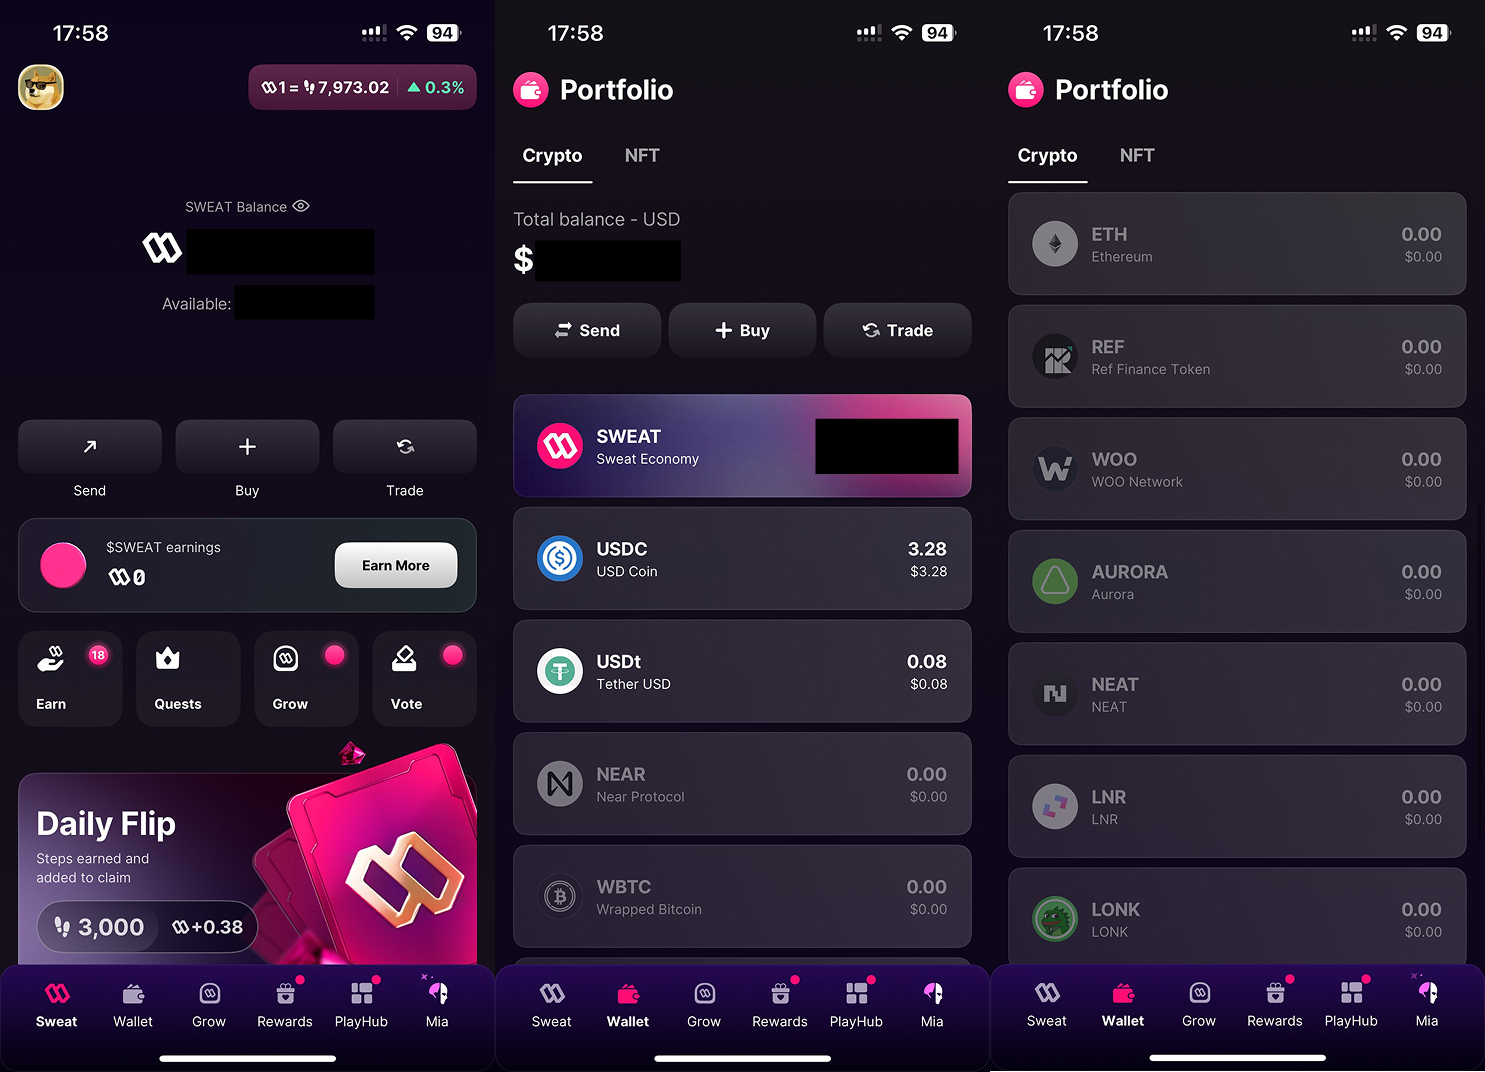 17:58
94
1 = 7,973.02 0.3%
SWEAT Balance
Available:
Send
Buy
Trade
$SWEAT earnings
0
Earn More
18
Earn
Quests
Grow
Vote
Daily Flip
Steps earned and
added to claim
3,000
+0.38
Sweat
Wallet
Grow
Rewards
PlayHub
Mia
17:58
94
Portfolio
Crypto
NFT
Total balance - USD
$
Send
Buy
Trade
SWEAT
Sweat Economy
USDC
3.28
USD Coin
$3.28
USDt
0.08
Tether USD
$0.08
NEAR
0.00
Near Protocol
$0.00
WBTC
0.00
Wrapped Bitcoin
$0.00
Sweat
Wallet
Grow
Rewards
PlayHub
Mia
17:58
94
Portfolio
Crypto
NFT
ETH
0.00
Ethereum
$0.00
REF
0.00
Ref Finance Token
$0.00
WOO
0.00
WOO Network
$0.00
AURORA
0.00
Aurora
$0.00
NEAT
0.00
NEAT
$0.00
LNR
0.00
LNR
$0.00
LONK
0.00
LONK
$0.00
Sweat
Wallet
Grow
Rewards
PlayHub
Mia